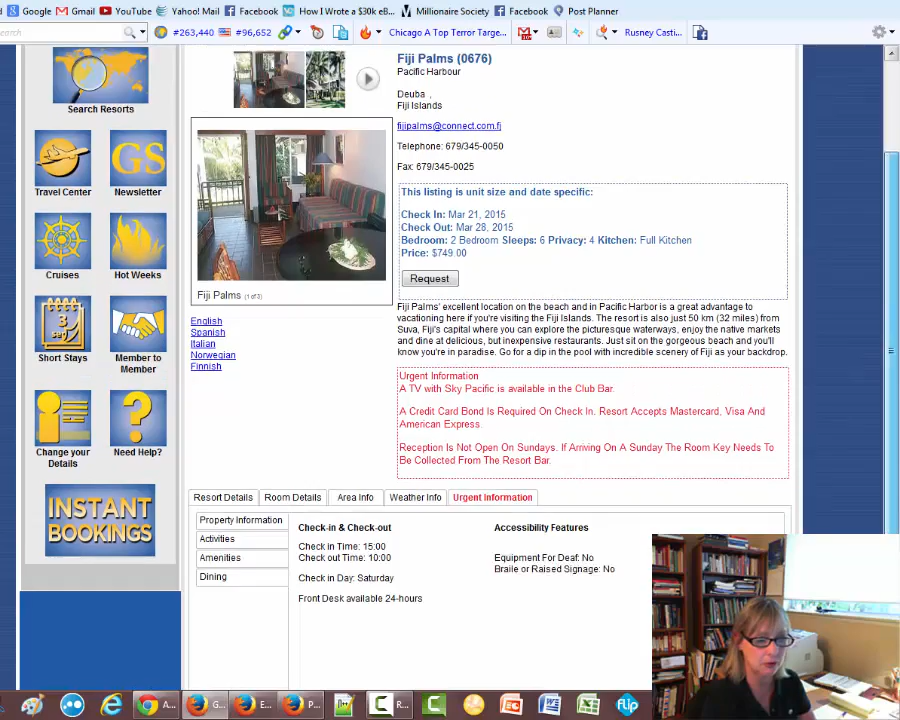 Google Gmail YouTube Yahoo! Mail Facebook How I Wrote a $30k eB... Millionaire Society Facebook Post Planner
search #263,440 #96,652 Chicago A Top Terror Targe... Rusney Casti...
Search Resorts
Travel Center
GS
Newsletter
Cruises
Hot Weeks
Short Stays
Member to
Member
Change your
Details
Need Help?
INSTANT
BOOKINGS
Fiji Palms (1 of 3)
English
Spanish
Italian
Norwegian
Finnish
Fiji Palms (0676)
Pacific Harbour
Deuba ,
Fiji Islands
fijipalms@connect.com.fj
Telephone: 679/345-0050
Fax: 679/345-0025
This listing is unit size and date specific:
Check In: Mar 21, 2015
Check Out: Mar 28, 2015
Bedroom: 2 Bedroom Sleeps: 6 Privacy: 4 Kitchen: Full Kitchen
Price: $749.00
Request
Fiji Palms' excellent location on the beach and in Pacific Harbor is a great advantage to
vacationing here if you're visiting the Fiji Islands. The resort is also just 50 km (32 miles) from
Suva, Fiji's capital where you can explore the picturesque waterways, enjoy the native markets
and dine at delicious, but inexpensive restaurants. Just sit on the gorgeous beach and you'll
know you're in paradise. Go for a dip in the pool with incredible scenery of Fiji as your backdrop.
Urgent Information
A TV with Sky Pacific is available in the Club Bar.
A Credit Card Bond Is Required On Check In. Resort Accepts Mastercard, Visa And
American Express.
Reception Is Not Open On Sundays. If Arriving On A Sunday The Room Key Needs To
Be Collected From The Resort Bar.
Resort Details Room Details Area Info Weather Info Urgent Information
Property Information
Activities
Amenities
Dining
Check-in & Check-out
Check in Time: 15:00
Check out Time: 10:00
Check in Day: Saturday
Front Desk available 24-hours
Accessibility Features
Equipment For Deaf: No
Braile or Raised Signage: No
A... G... E... P... R... flip